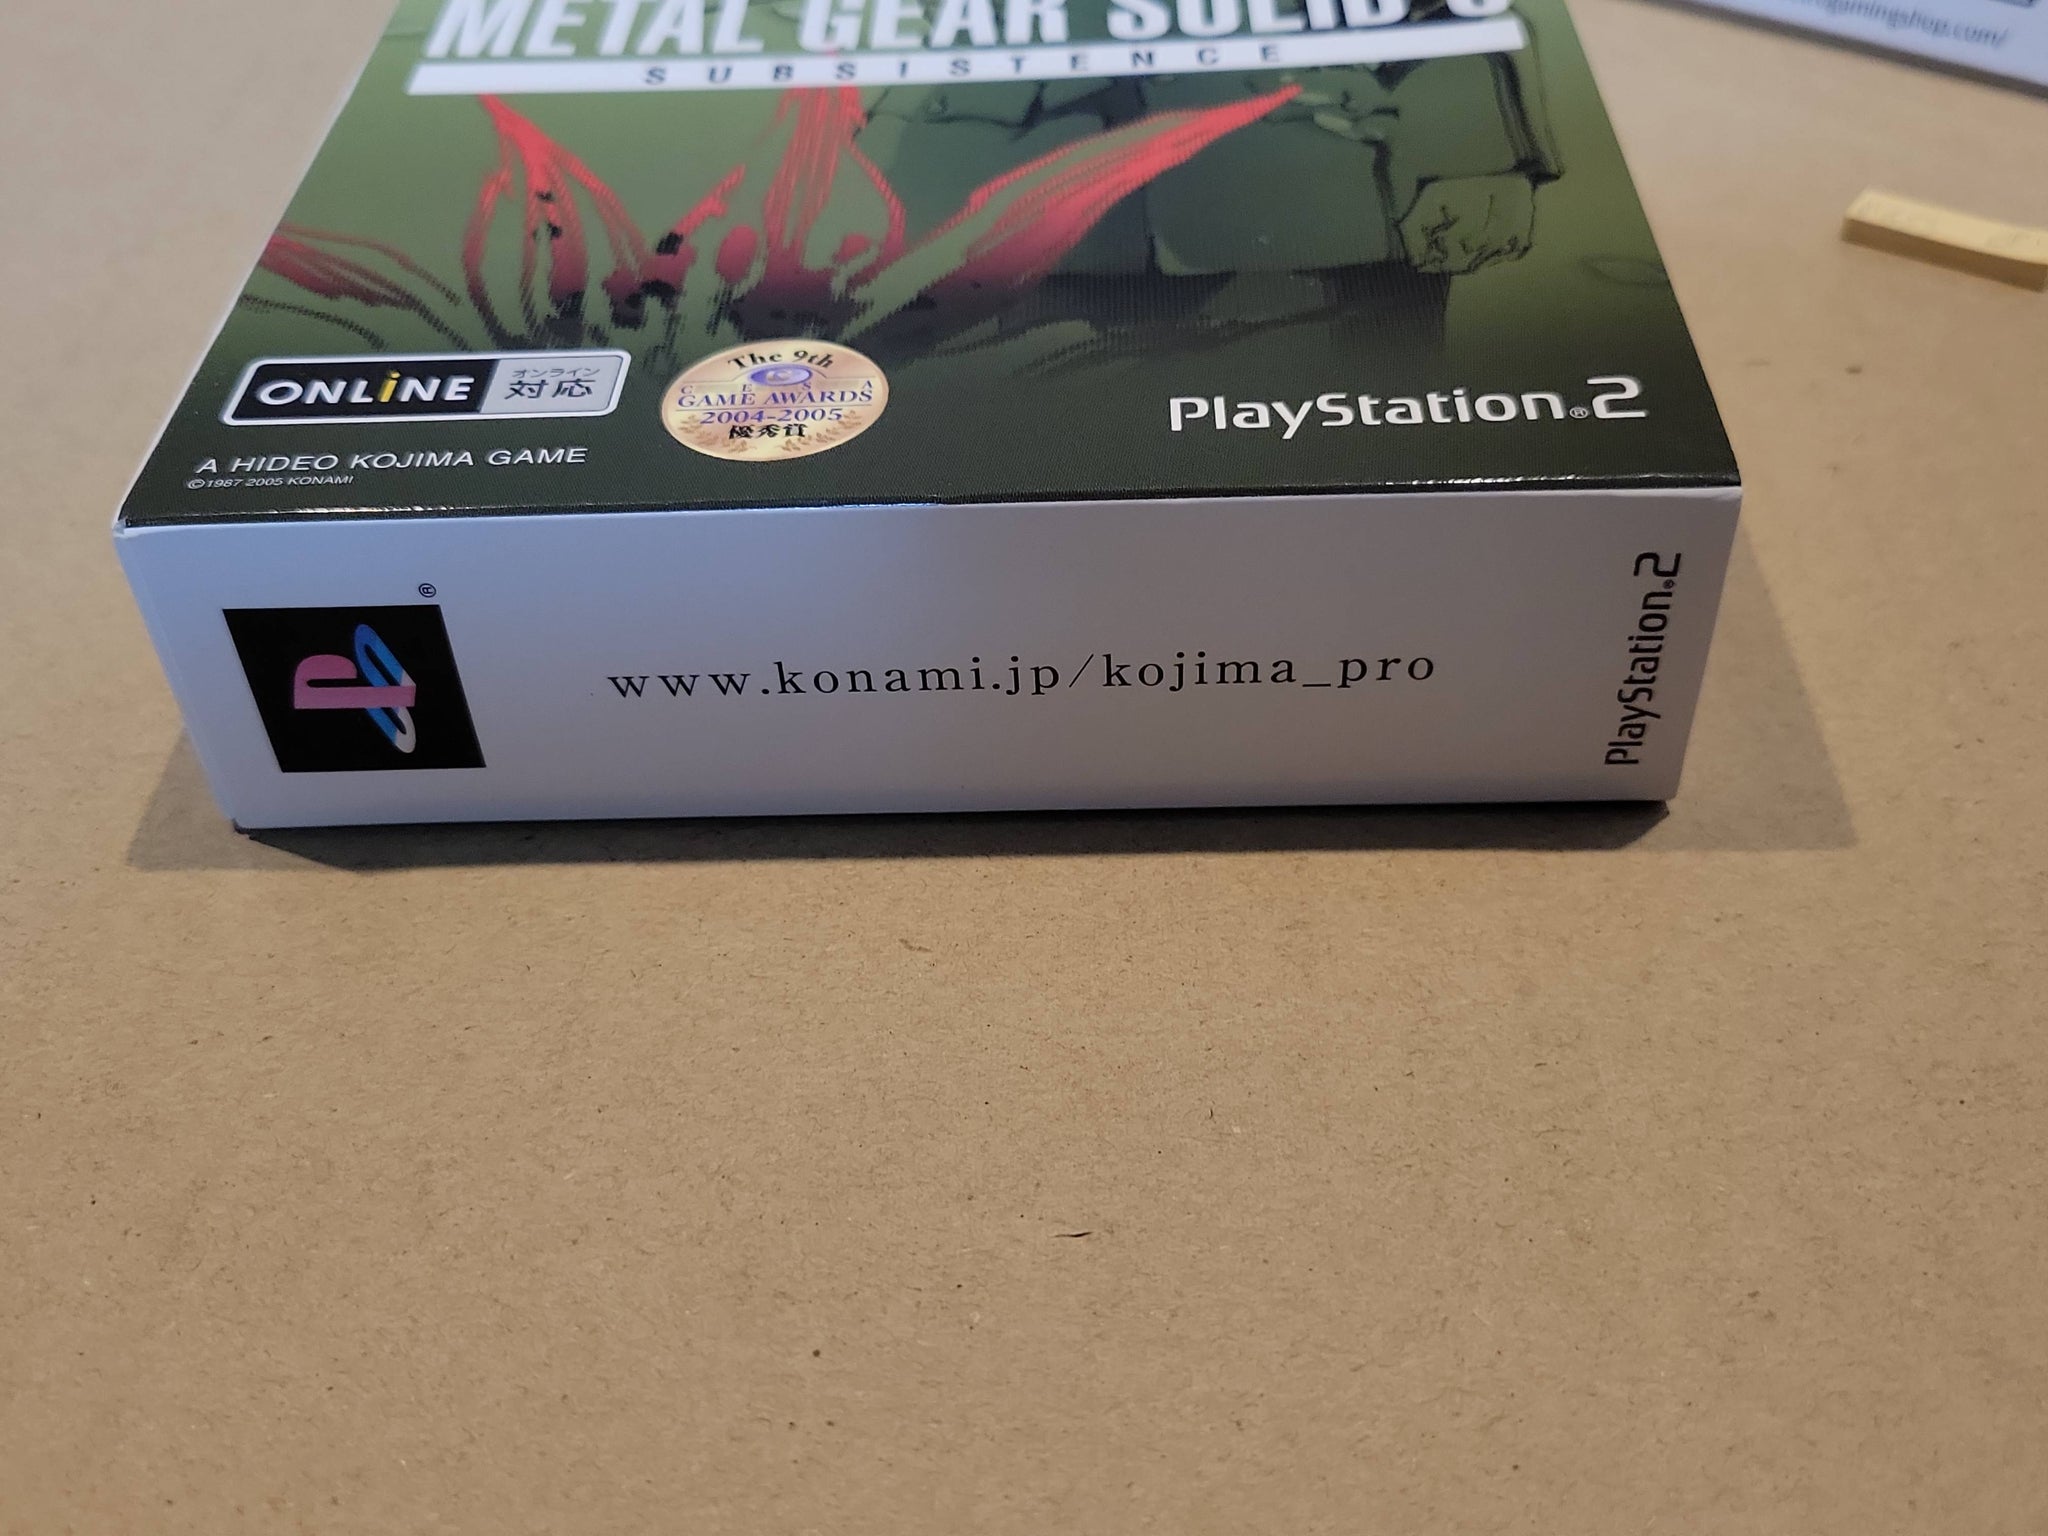 METAL GEAR SOLID 3
SUBSISTENCE
ONLiNE
オンライン
対応
The 9th
CESA
GAME AWARDS
2004-2005
優秀賞
PlayStation®2
A HIDEO KOJIMA GAME
©1987 2005 KONAMI
®
www.konami.jp/kojima_pro
PlayStation®2